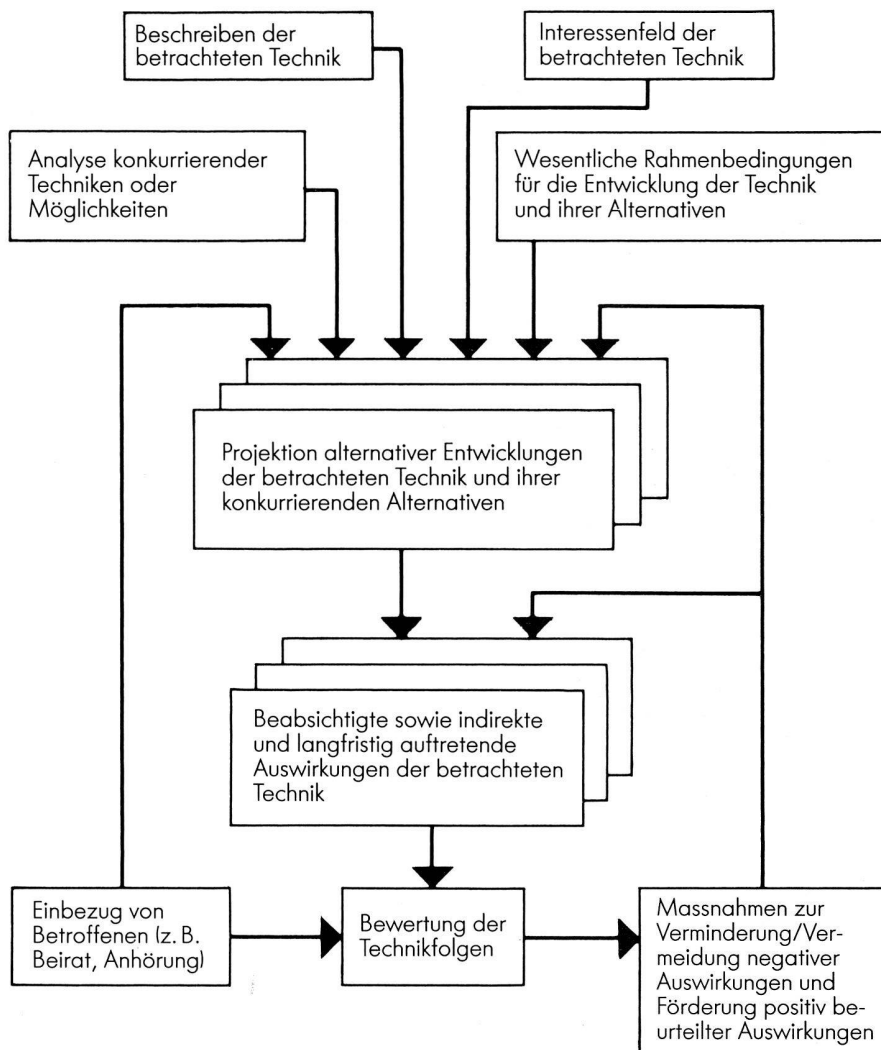 Beschreiben der
betrachteten Technik
Interessenfeld der
betrachteten Technik
Analyse konkurrierender
Techniken oder
Möglichkeiten
Wesentliche Rahmenbedingungen
für die Entwicklung der Technik
und ihrer Alternativen
Projektion alternativer Entwicklungen
der betrachteten Technik und ihrer
konkurrierenden Alternativen
Beabsichtigte sowie indirekte
und langfristig auftretende
Auswirkungen der betrachteten
Technik
Einbezug von
Betroffenen (z. B.
Beirat, Anhörung)
Bewertung der
Technikfolgen
Massnahmen zur
Verminderung/Ver-
meidung negativer
Auswirkungen und
Förderung positiv be-
urteilter Auswirkungen